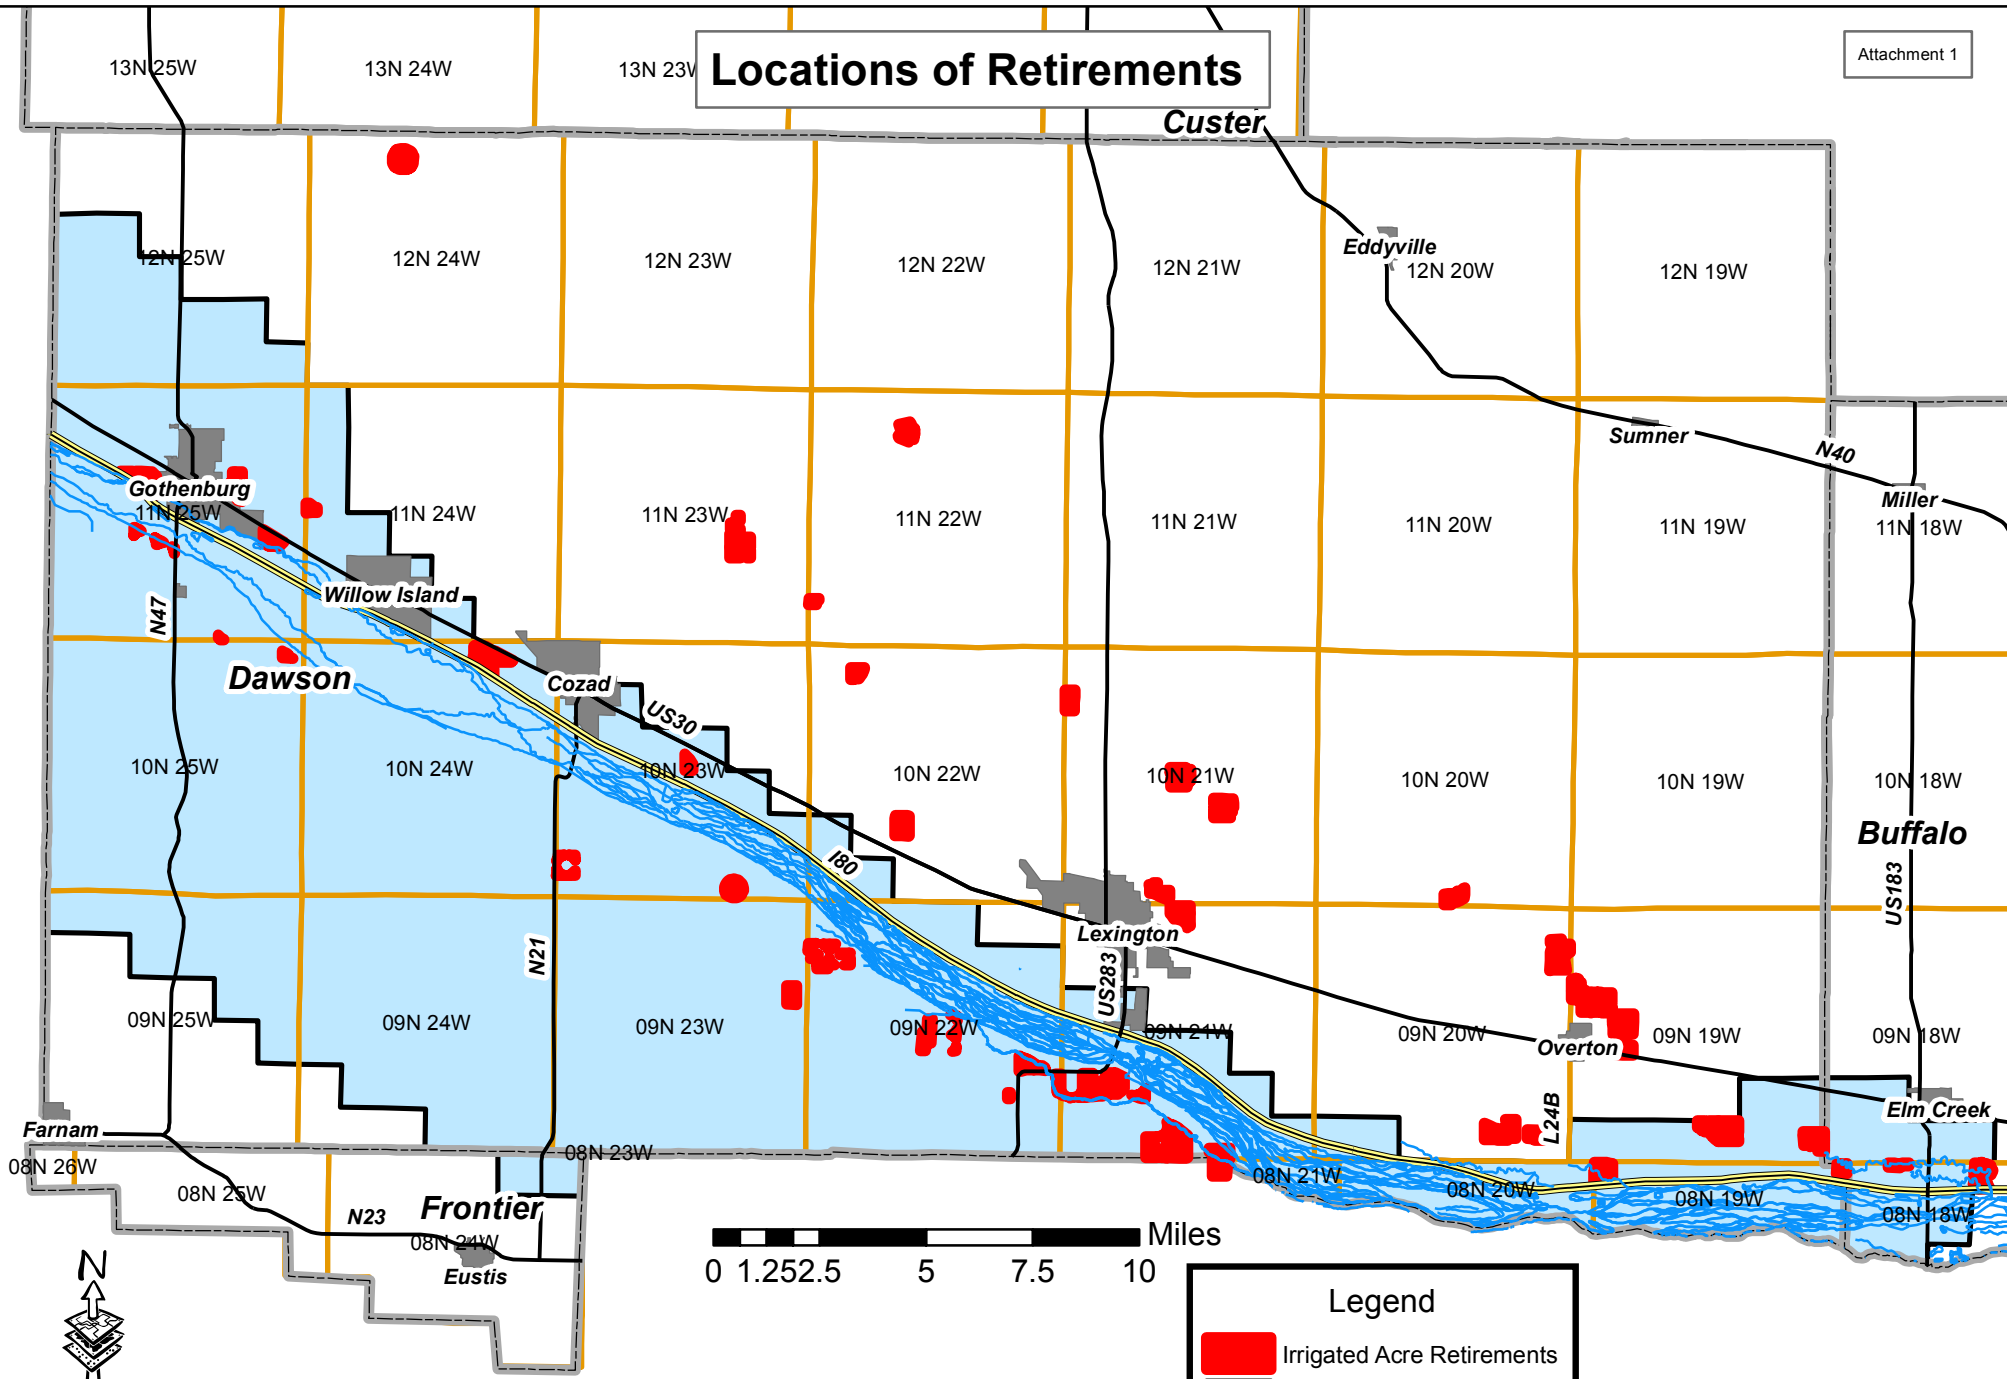 Locations of Retirements
Attachment 1
13N 25W
13N 24W
13N 23W
Custer
12N 25W
12N 24W
12N 23W
12N 22W
12N 21W
Eddyville
12N 20W
12N 19W
Gothenburg
11N 25W
11N 24W
11N 23W
11N 22W
11N 21W
11N 20W
Sumner
11N 19W
N40
Miller
11N 18W
N47
Willow Island
Dawson
Cozad
US30
10N 25W
10N 24W
10N 23W
10N 22W
10N 21W
10N 20W
10N 19W
10N 18W
Buffalo
I80
US183
N21
Lexington
US283
09N 25W
09N 24W
09N 23W
09N 22W
09N 21W
09N 20W
Overton
09N 19W
09N 18W
L24B
Elm Creek
Farnam
08N 26W
08N 25W
08N 23W
08N 21W
08N 20W
08N 19W
08N 18W
N23
Frontier
08N 24W
Eustis
Miles
0 1.25 2.5 5 7.5 10
N
Legend
Irrigated Acre Retirements